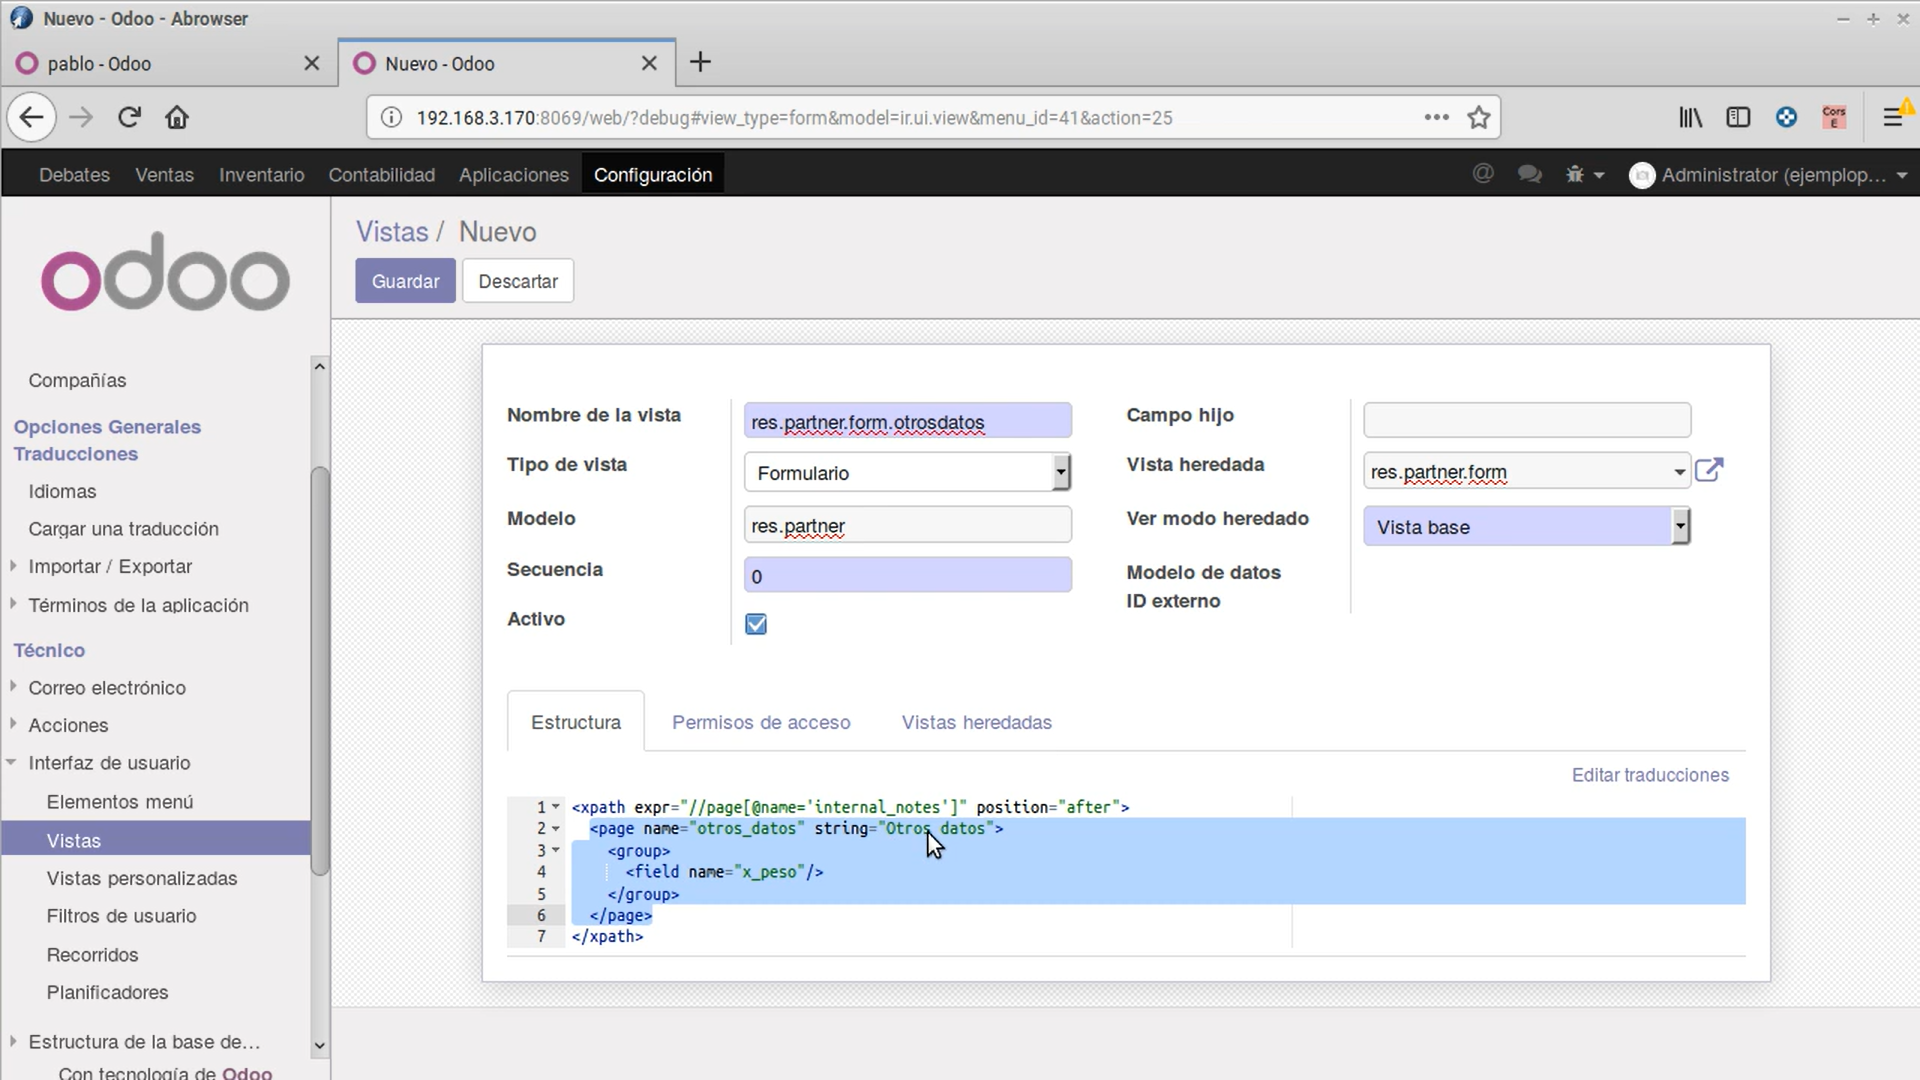 Nuevo - Odoo - Abrowser
pablo - Odoo
Nuevo - Odoo
192.168.3.170:8069/web/?debug#view_type=form&model=ir.ui.view&menu_id=41&action=25
Cors
E
Debates Ventas Inventario Contabilidad Aplicaciones Configuración
Administrator (ejemplop...
odoo
Vistas / Nuevo
Guardar Descartar
Compañías
Opciones Generales
Traducciones
Idiomas
Cargar una traducción
Importar / Exportar
Términos de la aplicación
Técnico
Correo electrónico
Acciones
Interfaz de usuario
Elementos menú
Vistas
Vistas personalizadas
Filtros de usuario
Recorridos
Planificadores
Estructura de la base de...
Con tecnología de Odoo
Nombre de la vista res.partner.form.otrosdatos
Tipo de vista Formulario
Modelo res.partner
Secuencia 0
Activo
Campo hijo
Vista heredada res.partner.form
Ver modo heredado Vista base
Modelo de datos
ID externo
Estructura Permisos de acceso Vistas heredadas
Editar traducciones
1 <xpath expr="//page[@name='internal_notes']" position="after">
2 <page name="otros_datos" string="Otros datos">
3 <group>
4 <field name="x_peso"/>
5 </group>
6 </page>
7 </xpath>